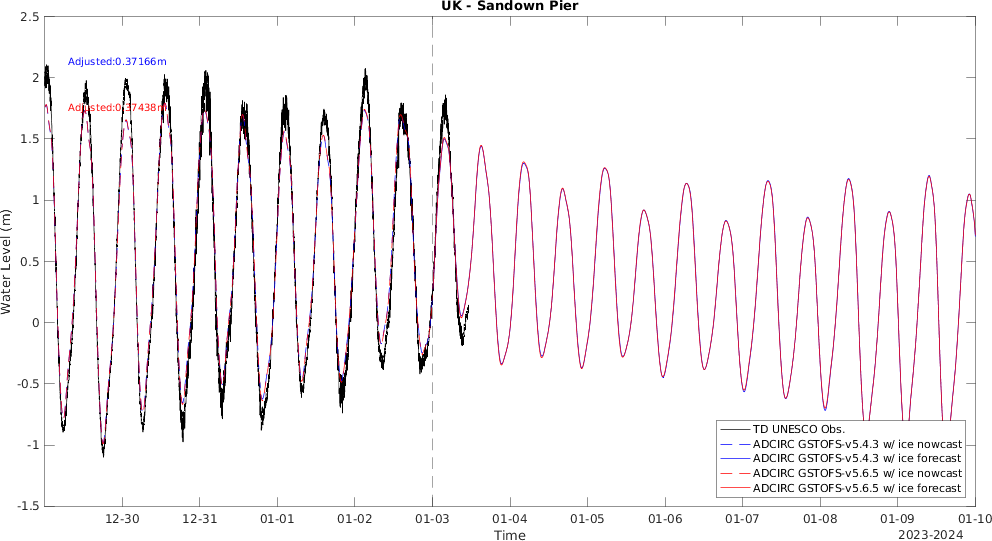 UK - Sandown Pier
2.5
2
1.5
1
0.5
0
-0.5
-1
-1.5
Water Level (m)
Adjusted:0.37166m
Adjusted:0.37438m
TD UNESCO Obs.
ADCIRC GSTOFS-v5.4.3 w/ ice nowcast
ADCIRC GSTOFS-v5.4.3 w/ ice forecast
ADCIRC GSTOFS-v5.6.5 w/ ice nowcast
ADCIRC GSTOFS-v5.6.5 w/ ice forecast
12-30 12-31 01-01 01-02 01-03 01-04 01-05 01-06 01-07 01-08 01-09 01-10
Time
2023-2024